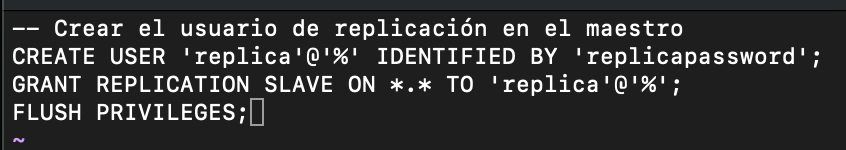 -- Crear el usuario de replicación en el maestro
CREATE USER 'replica'@'%' IDENTIFIED BY 'replicapassword';
GRANT REPLICATION SLAVE ON *.* TO 'replica'@'%';
FLUSH PRIVILEGES;
~